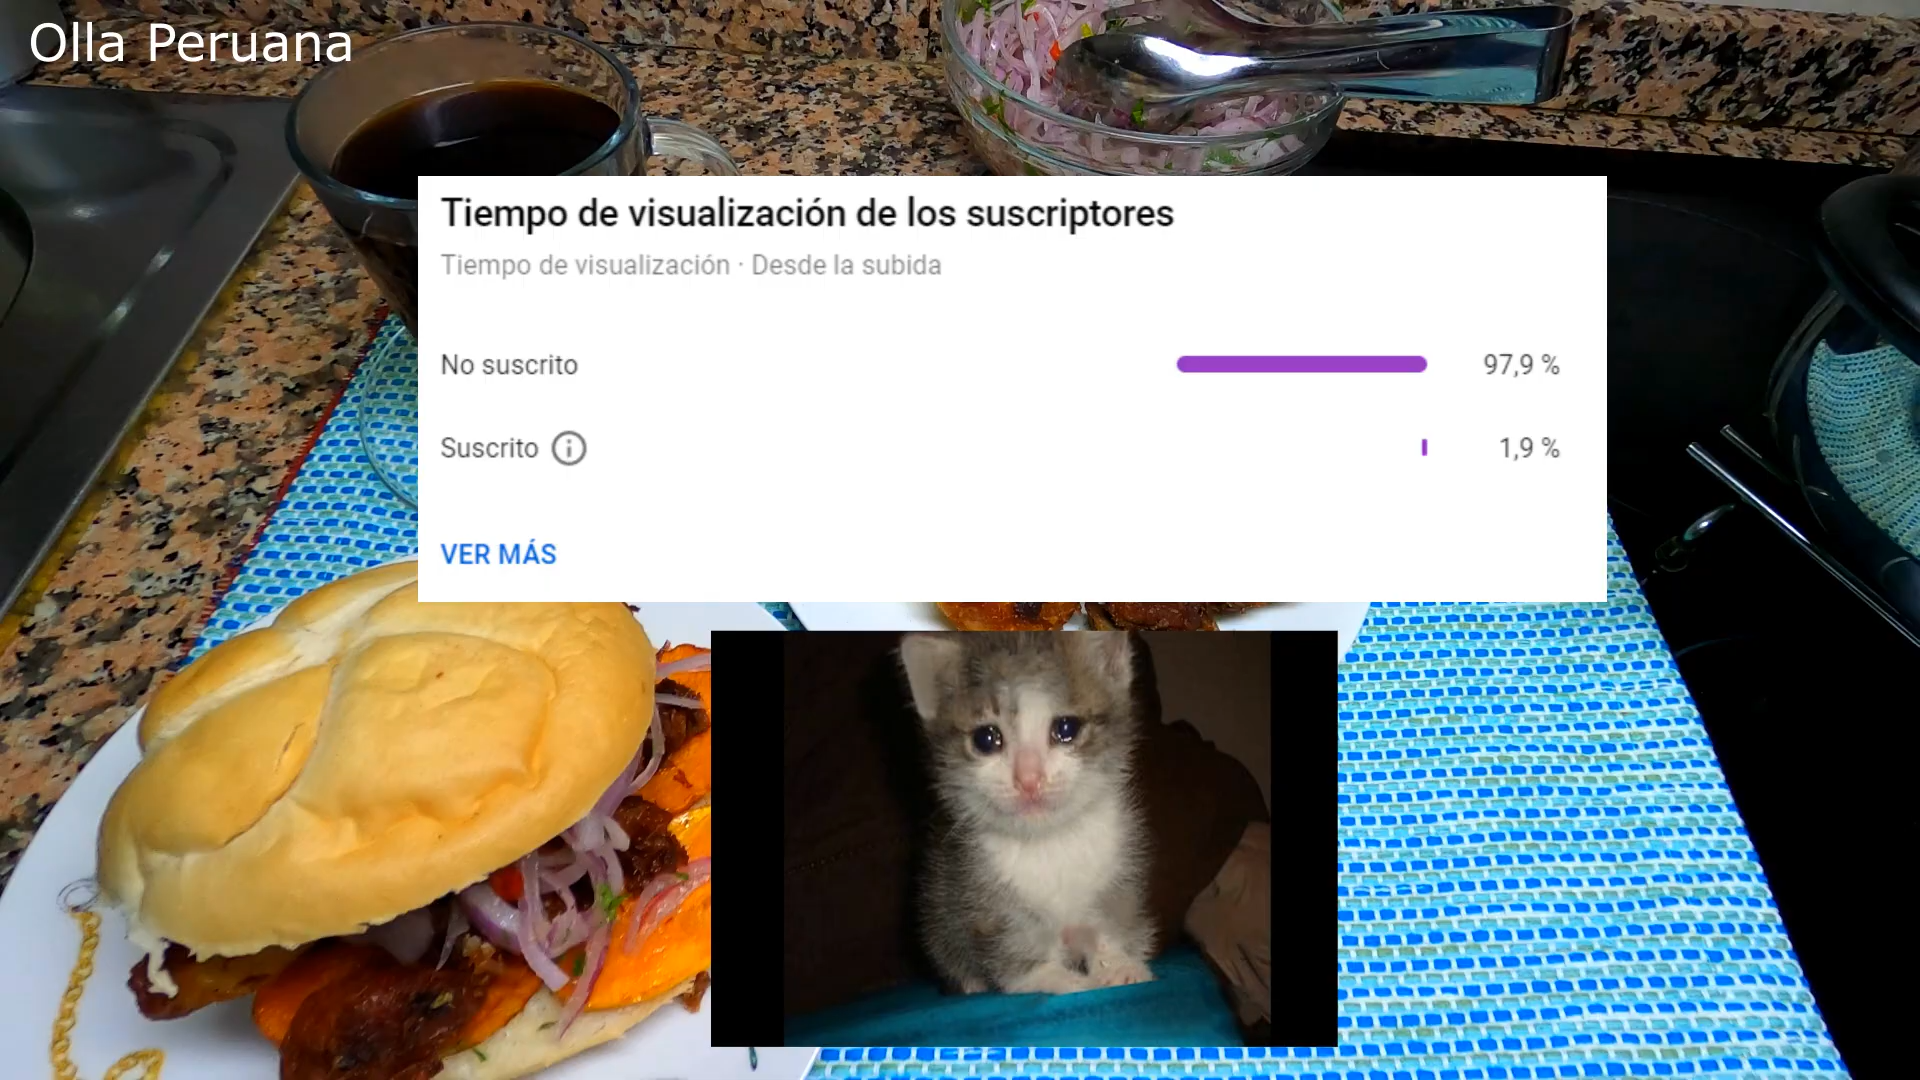 Olla Peruana
Tiempo de visualización de los suscriptores
Tiempo de visualización · Desde la subida
No suscrito 97,9 %
Suscrito 1,9 %
VER MÁS